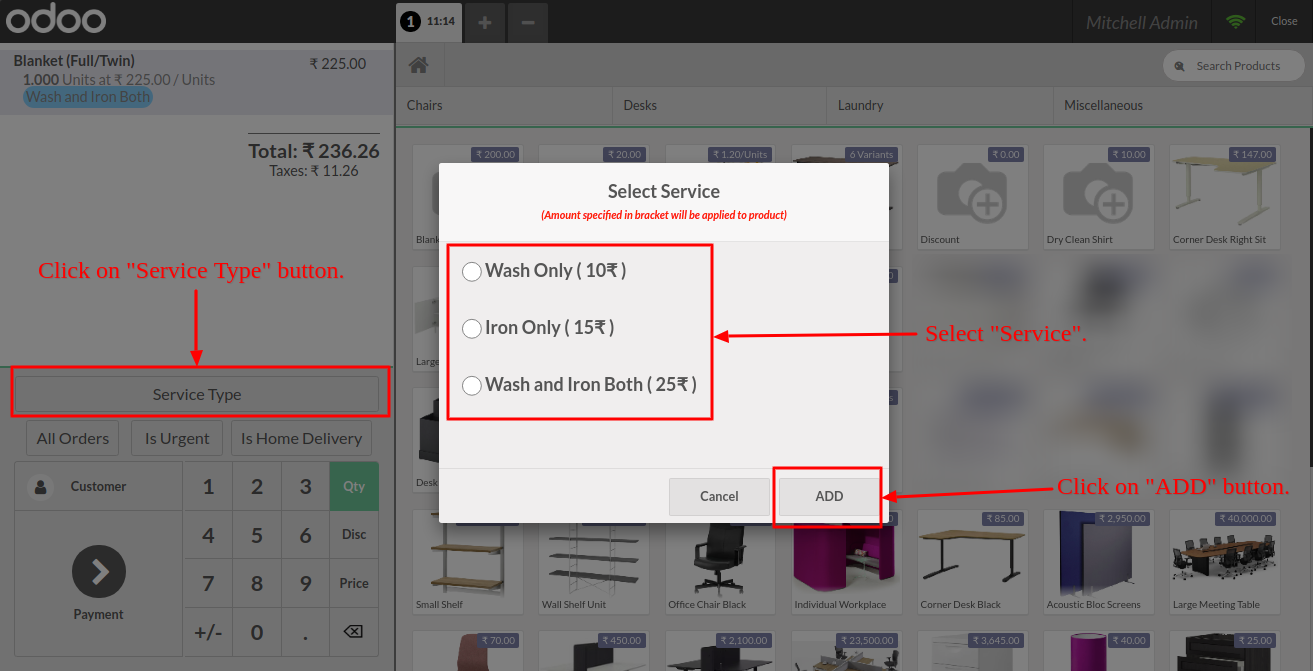 odoo
1 11:14
+
−
Mitchell Admin
Close
Blanket (Full/Twin)
₹ 225.00
1.000 Units at ₹ 225.00 / Units
Wash and Iron Both
Search Products
Chairs
Desks
Laundry
Miscellaneous
Total: ₹ 236.26
Taxes: ₹ 11.26
₹ 200.00
₹ 20.00
₹ 1.20/Units
6 Variants
₹ 0.00
₹ 10.00
₹ 147.00
Discount
Dry Clean Shirt
Corner Desk Right Sit
Select Service
(Amount specified in bracket will be applied to product)
Wash Only ( 10₹ )
Iron Only ( 15₹ )
Wash and Iron Both ( 25₹ )
Cancel
ADD
Click on "Service Type" button.
Select "Service".
Click on "ADD" button.
Large
Desk
Service Type
All Orders
Is Urgent
Is Home Delivery
Customer
1 2 3 Qty
4 5 6 Disc
7 8 9 Price
+/- 0 .
Payment
₹ 85.00
₹ 2,950.00
₹ 40,000.00
Small Shelf
Wall Shelf Unit
Office Chair Black
Individual Workplace
Corner Desk Black
Acoustic Bloc Screens
Large Meeting Table
₹ 70.00
₹ 450.00
₹ 2,100.00
₹ 23,500.00
₹ 3,645.00
₹ 40.00
₹ 25.00